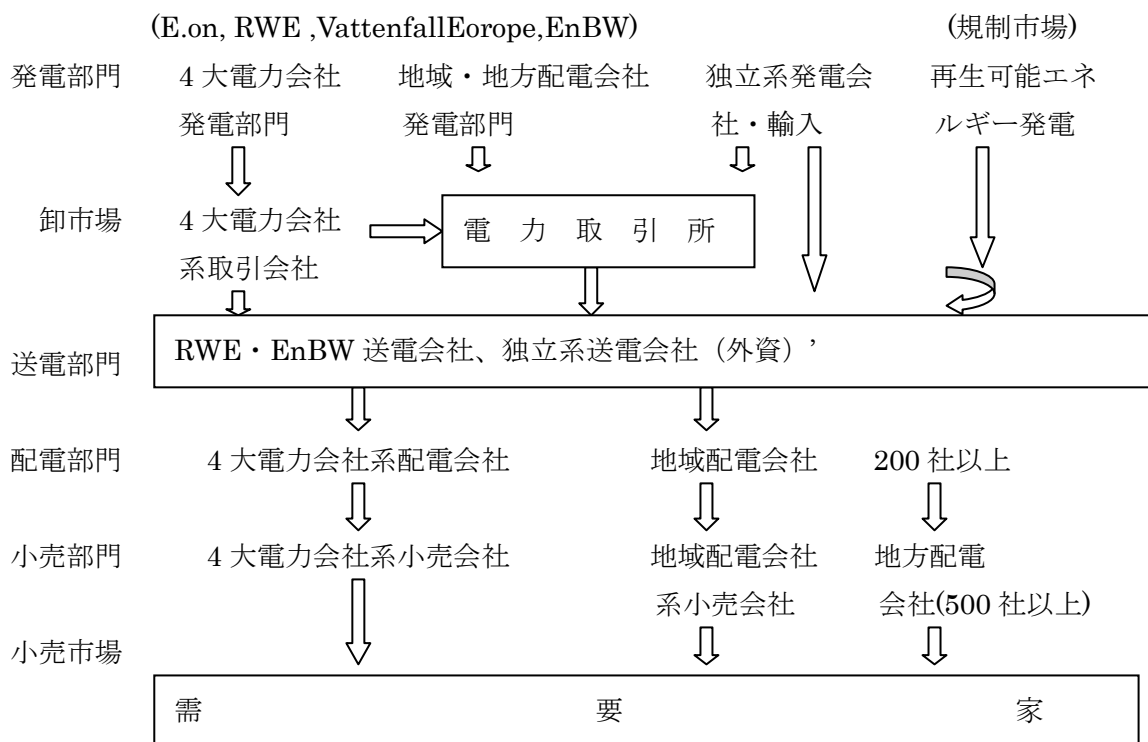 (E.on, RWE ,VattenfallEorope,EnBW) (規制市場)
発電部門 4 大電力会社 地域・地方配電会社 独立系発電会 再生可能エネ
発電部門 発電部門 社・輸入 ルギー発電
卸市場 4 大電力会社 電 力 取 引 所
系取引会社
送電部門 RWE・EnBW 送電会社、独立系送電会社（外資）’
配電部門 4 大電力会社系配電会社 地域配電会社 200 社以上
小売部門 4 大電力会社系小売会社 地域配電会社 地方配電
系小売会社 会社(500 社以上)
小売市場
需 要 家